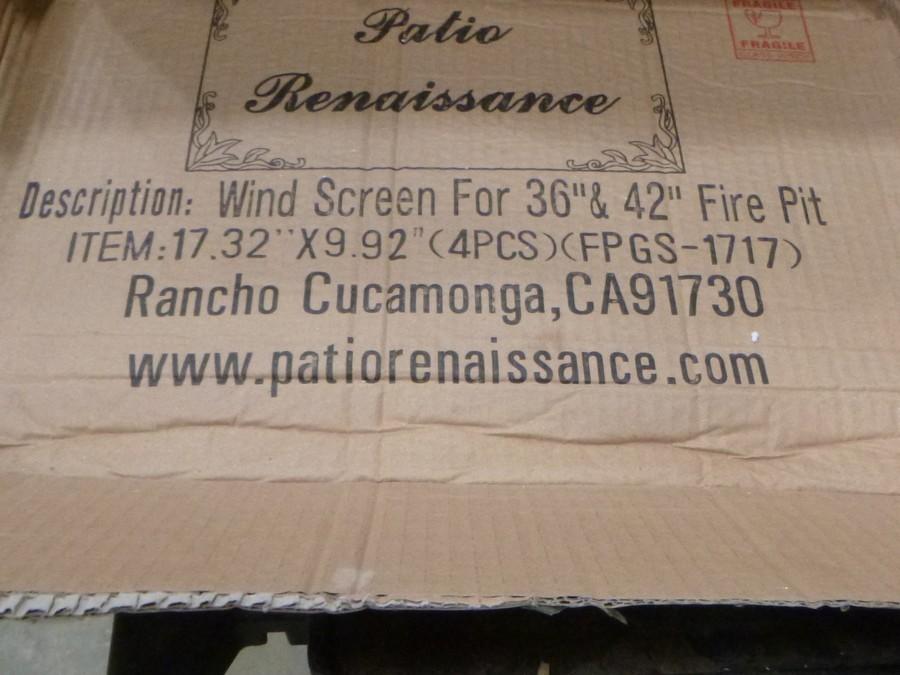 Patio
Renaissance
FRAGILE
FRAGILE
Description: Wind Screen For 36"& 42" Fire Pit
ITEM:17.32''X9.92"(4PCS)(FPGS-1717)
Rancho Cucamonga,CA91730
www.patiorenaissance.com